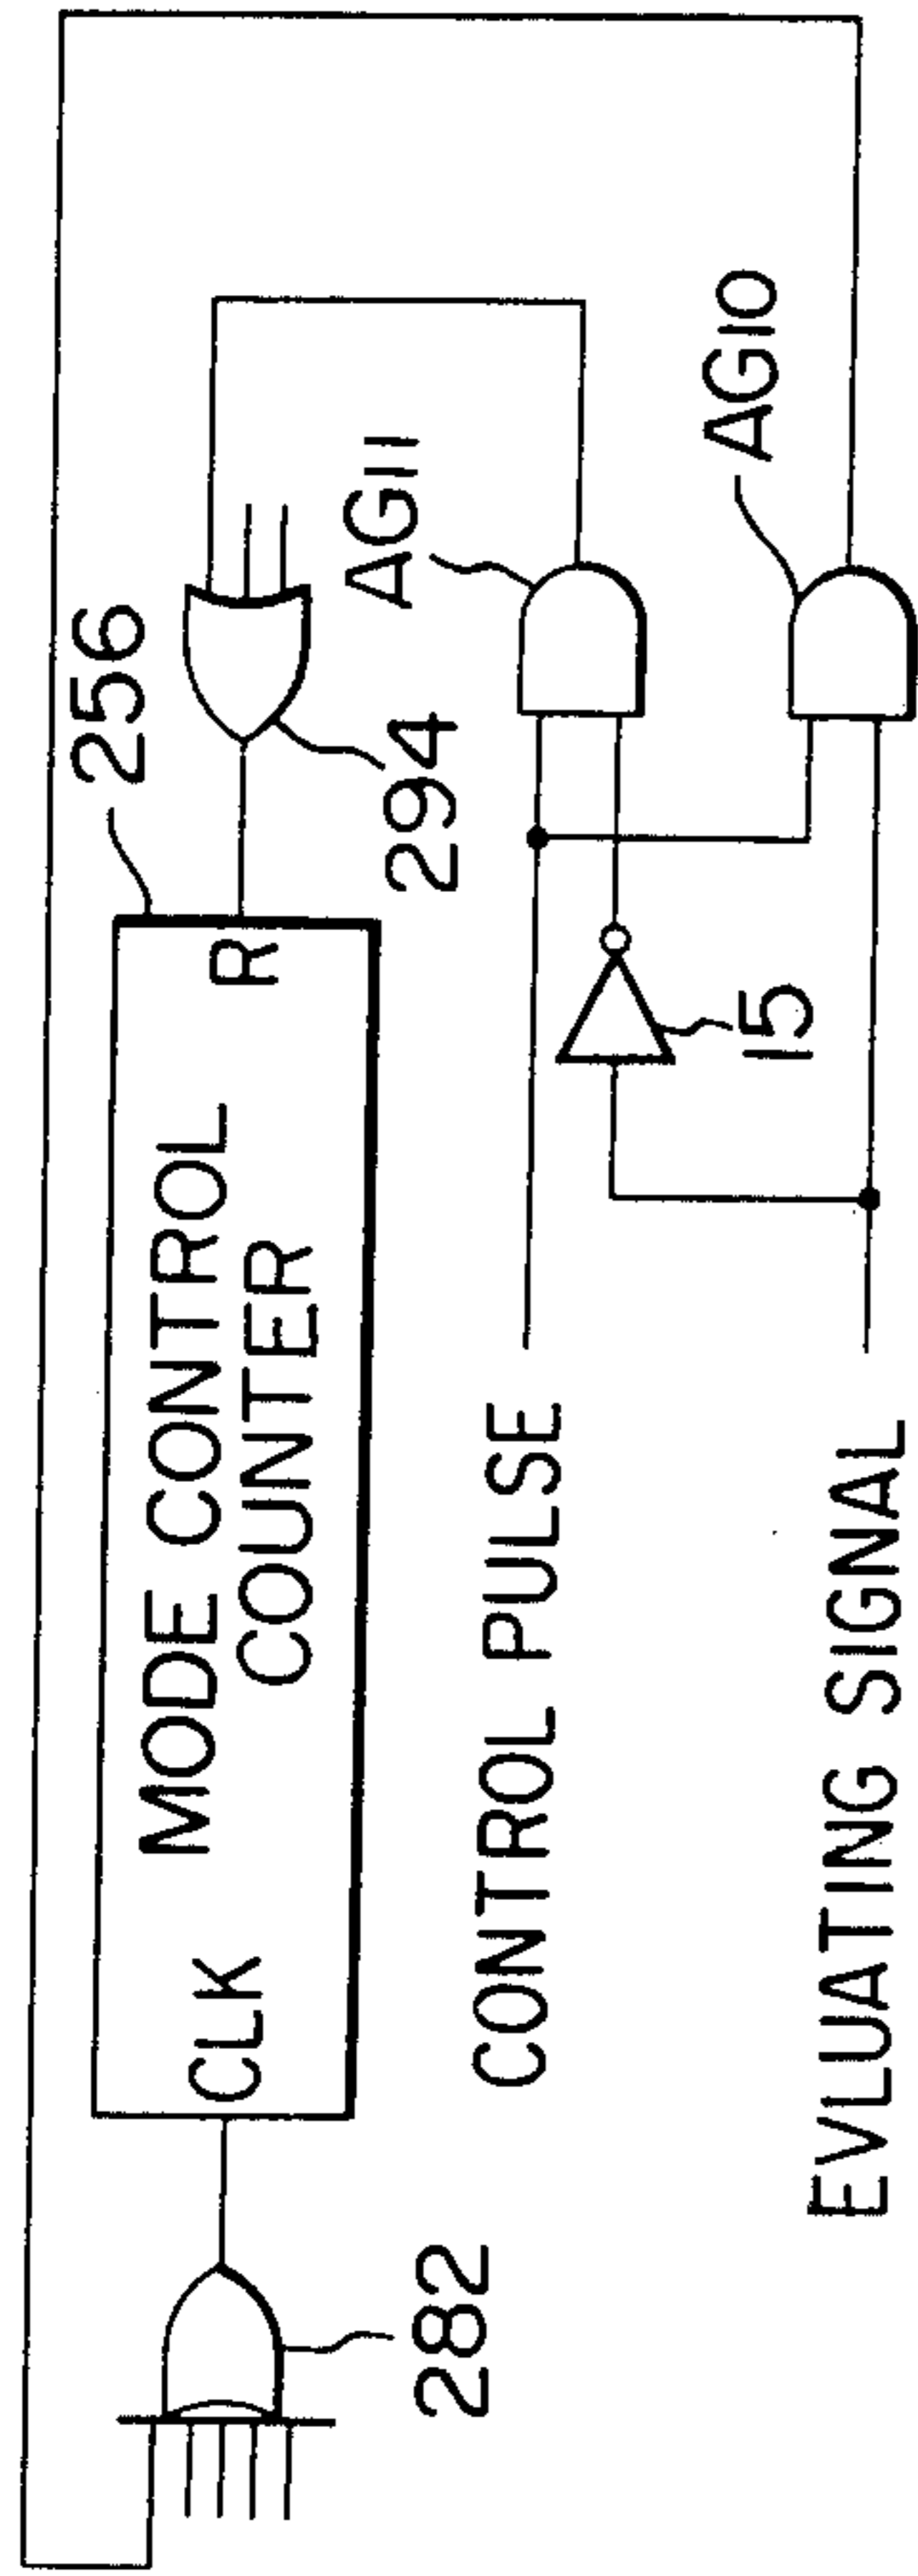 256
MODE CONTROL
COUNTER
CLK
R
282
294
AG11
CONTROL PULSE
15
AG10
EVLUATING SIGNAL